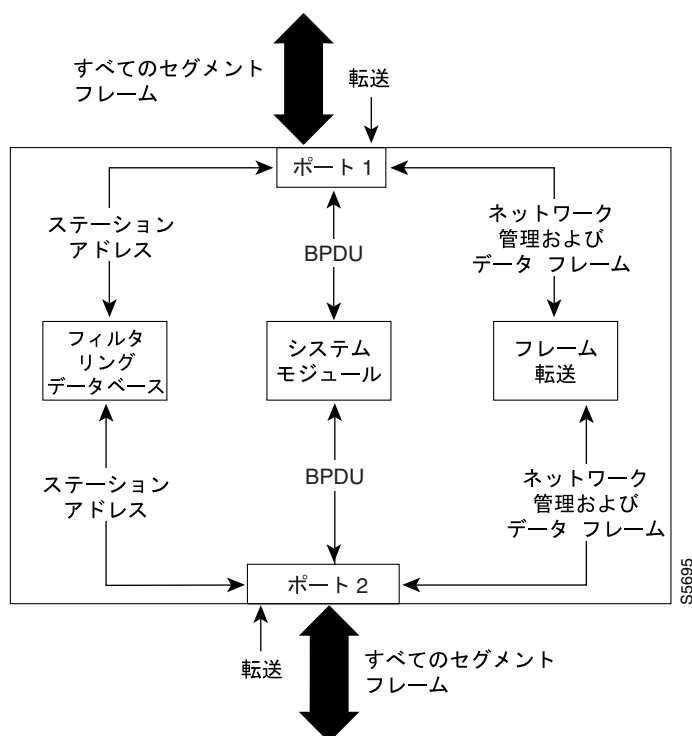 すべてのセグメント
フレーム
転送
ポート 1
ステーション
アドレス
BPDU
ネットワーク
管理および
データ フレーム
フィルタ
リング
データベース
システム
モジュール
フレーム
転送
ステーション
アドレス
BPDU
ネットワーク
管理および
データ フレーム
ポート 2
S5695
転送
すべてのセグメント
フレーム